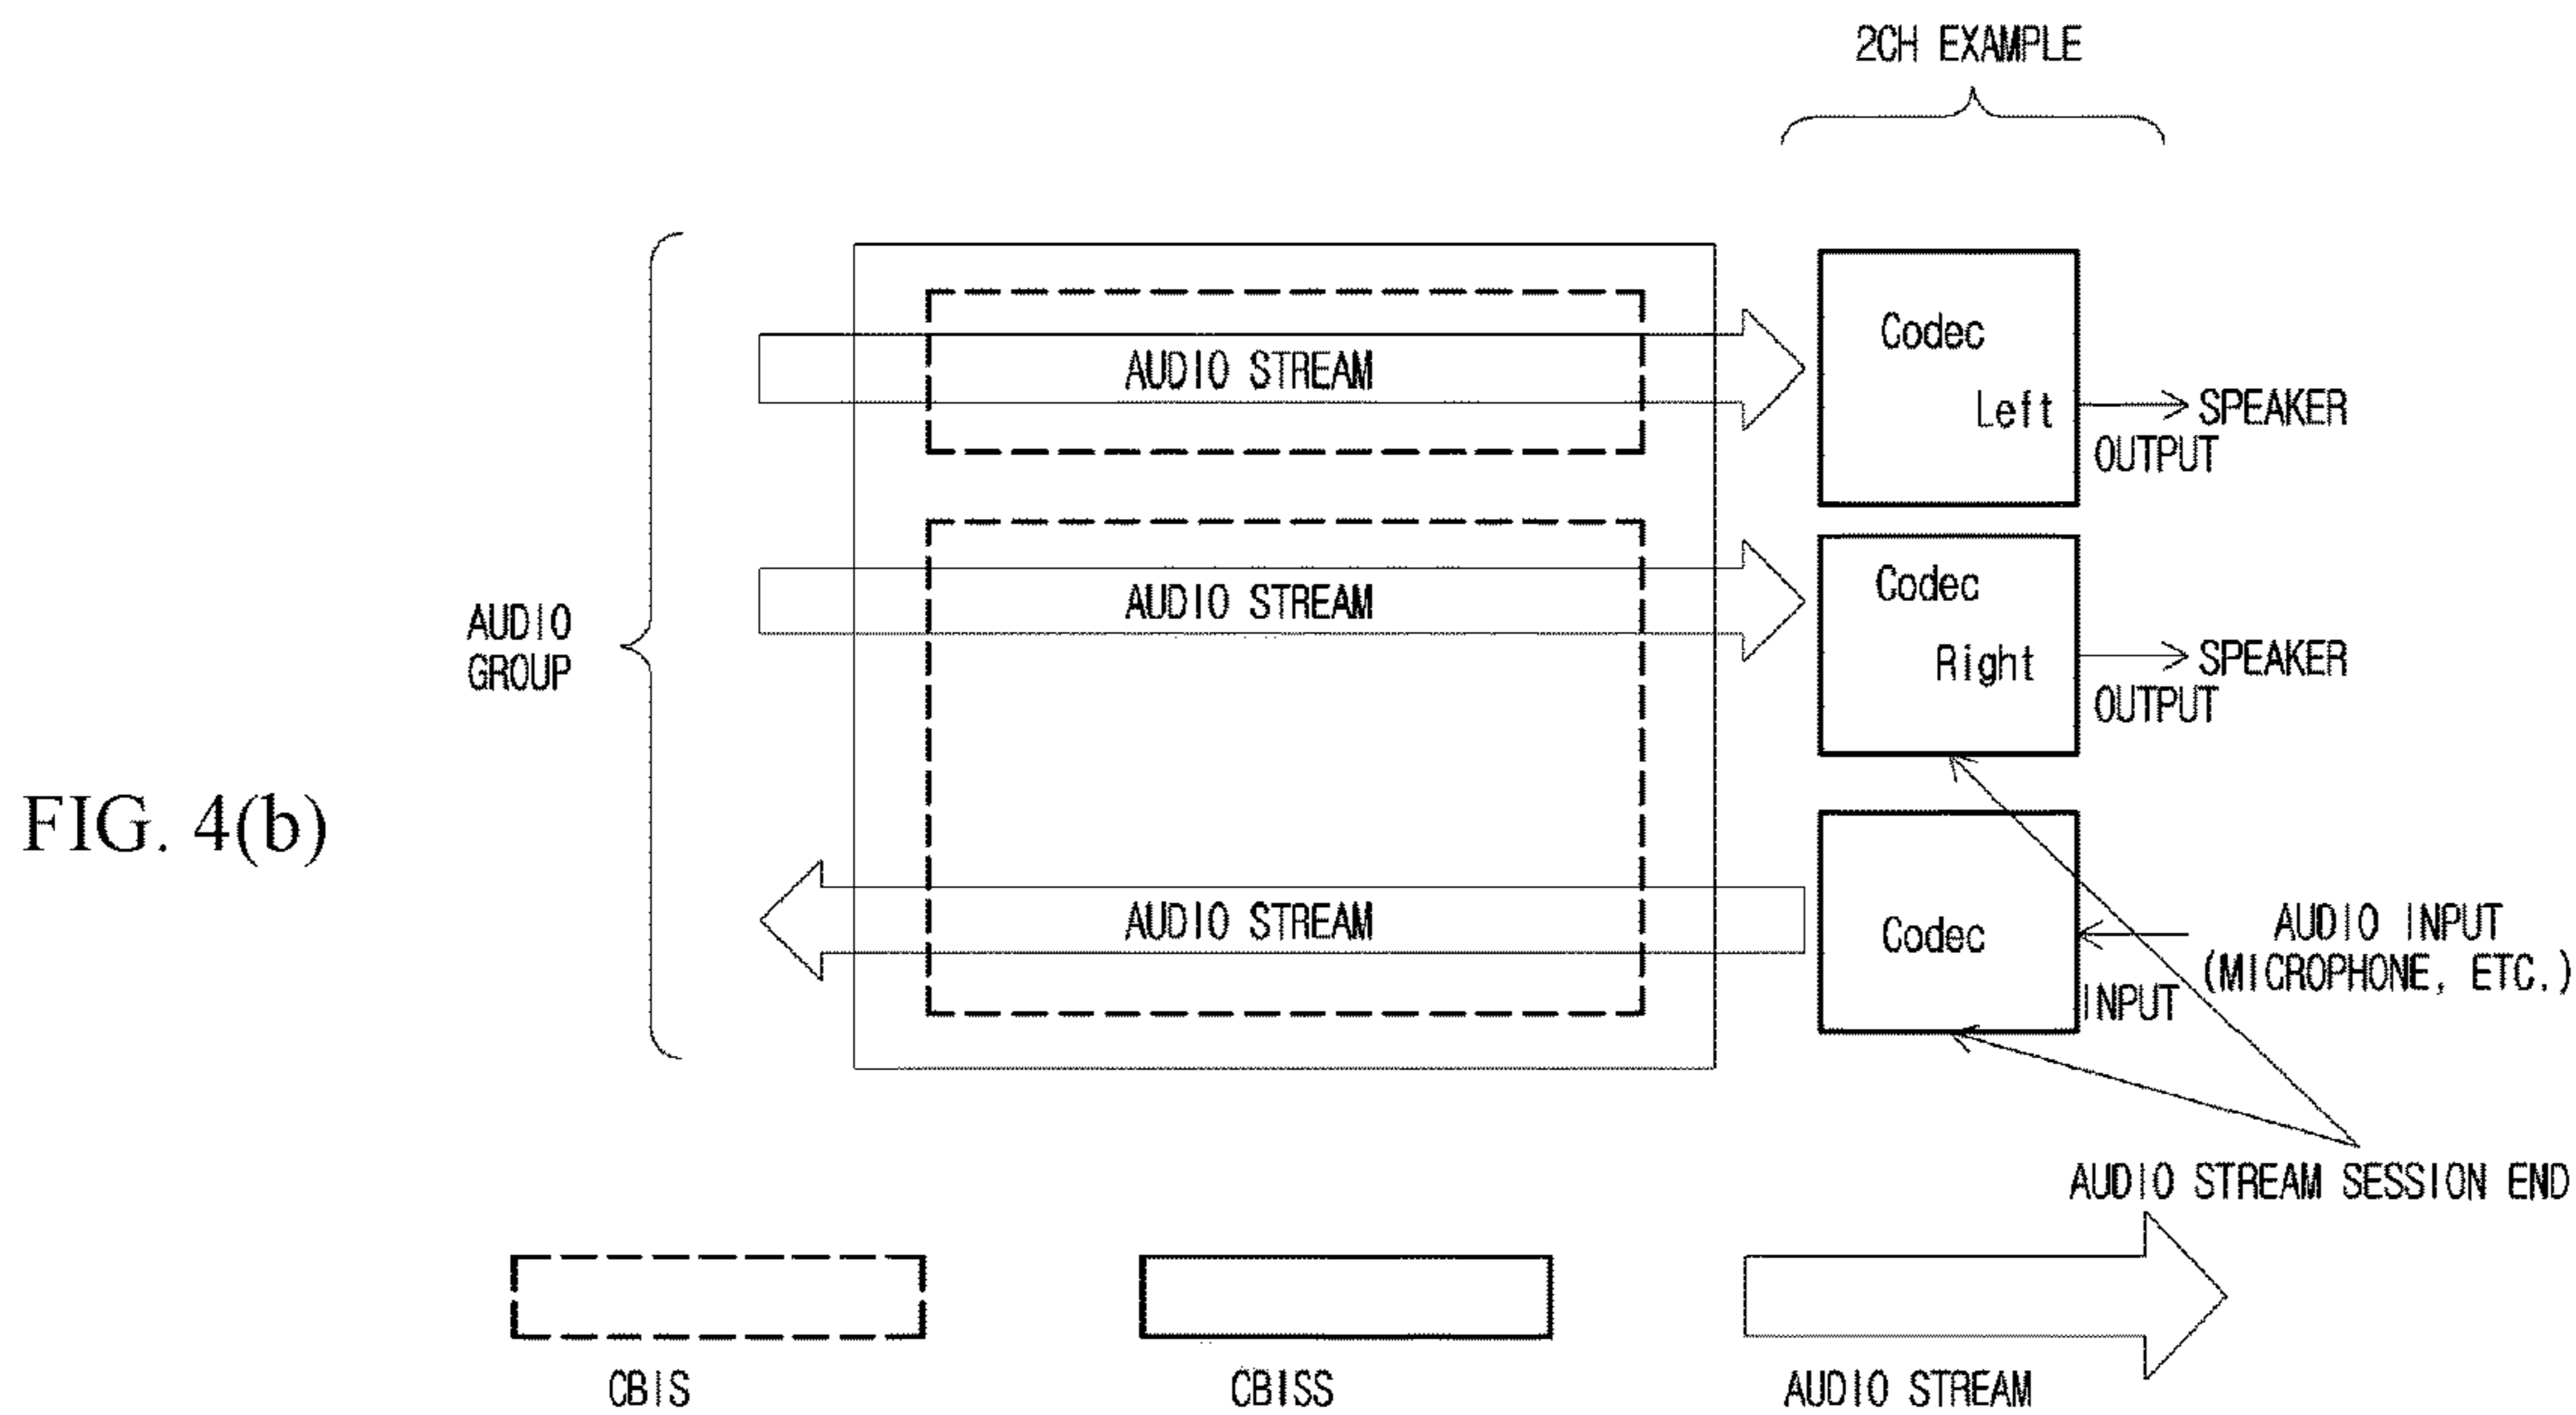 2CH EXAMPLE
AUDIO STREAM
Codec
Left
SPEAKER
OUTPUT
AUDIO STREAM
Codec
Right
SPEAKER
OUTPUT
AUDIO
GROUP
FIG. 4(b)
AUDIO STREAM
Codec
AUDIO INPUT
(MICROPHONE, ETC.)
INPUT
AUDIO STREAM SESSION END
CBIS
CBISS
AUDIO STREAM